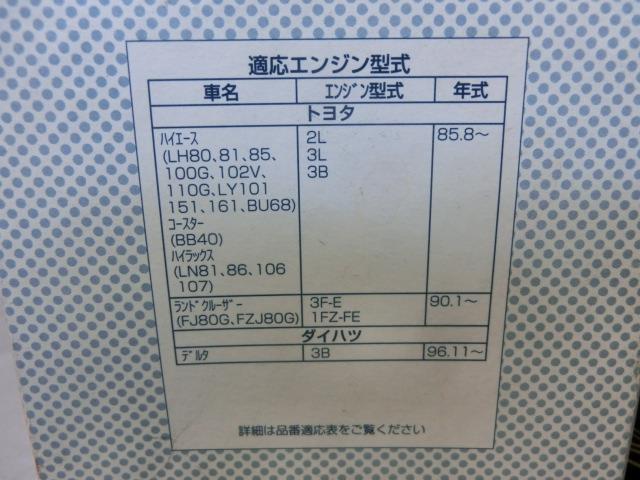 適応エンジン型式
車名 ｴﾝｼﾞﾝ型式 年式
トヨタ
ﾊｲｴｰｽ 2L 85.8～
(LH80､81､85､ 3L
100G､102V､ 3B
110G､LY101
151､161､BU68)
ｺｰｽﾀｰ
(BB40)
ﾊｲﾗｯｸｽ
(LN81､86､106
107)
ﾗﾝﾄﾞｸﾙｰｻﾞｰ 3F-E 90.1～
(FJ80G､FZJ80G) 1FZ-FE
ダイハツ
ﾃﾞﾙﾀ 3B 96.11～
詳細は品番適応表をご覧ください